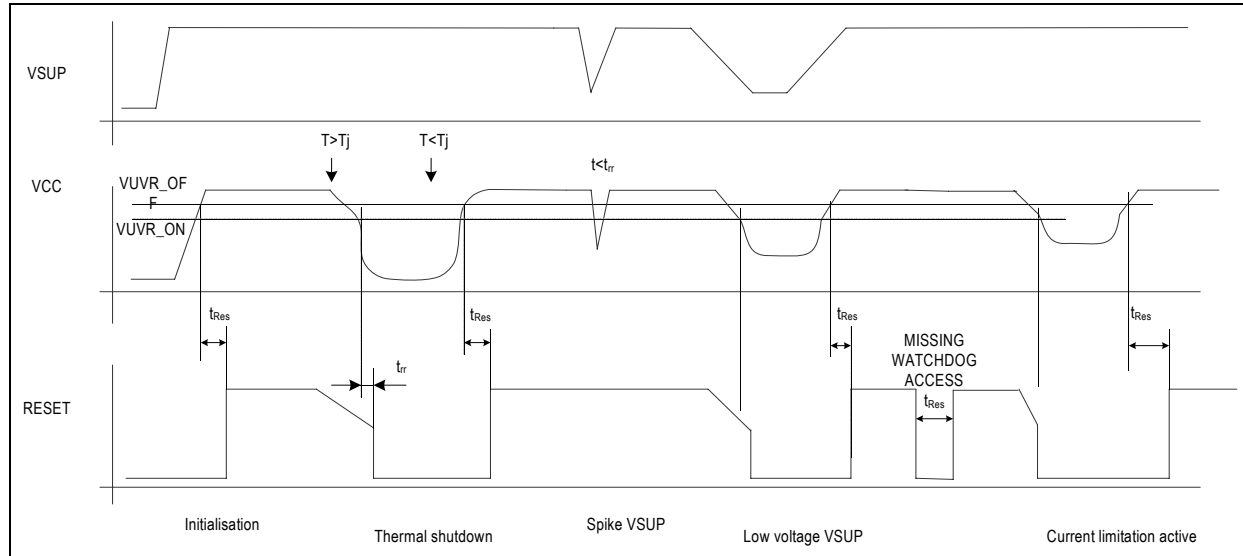 VSUP
T>Tj
T<Tj
t<trr
VCC
VUVR_OF
F
VUVR_ON
tRes
tRes
tRes
tRes
MISSING
WATCHDOG
ACCESS
trr
tRes
RESET
Initialisation
Thermal shutdown
Spike VSUP
Low voltage VSUP
Current limitation active